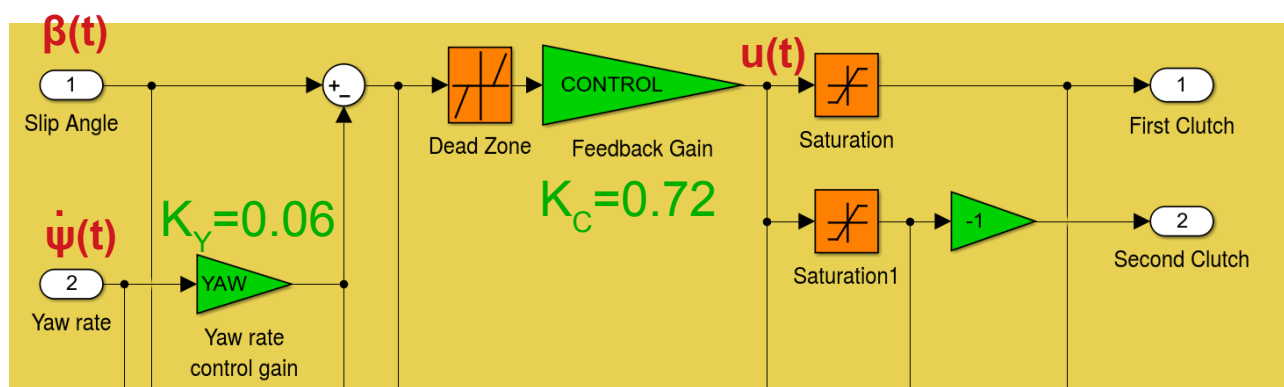 β(t)
1
Slip Angle
+
−
Dead Zone
CONTROL
Feedback Gain
K_C=0.72
u(t)
Saturation
1
First Clutch
ψ̇(t)
2
Yaw rate
K_Y=0.06
YAW
Yaw rate
control gain
Saturation1
-1
2
Second Clutch